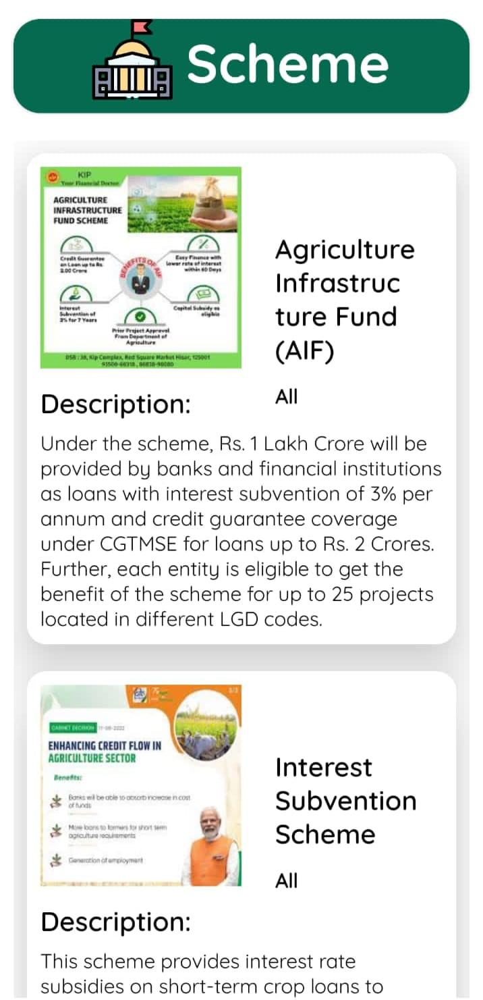 Scheme
KIP
Your Financial Doctor
AGRICULTURE
INFRASTRUCTURE
FUND SCHEME
Credit Guarantee
on Loan up to Rs.
2.00 Crore
Easy Finance with
lower rate of interest
within 60 Days
BENEFITS OF AIF
Interest
Subvention of
3% for 7 Years
Capital Subsidy as
eligible
Prior Project Approval
From Department of
Agriculture
DSB : 38, Kip Complex, Red Square Market Hisar, 125001
Agriculture
Infrastruc
ture Fund
(AIF)
All
Description:
Under the scheme, Rs. 1 Lakh Crore will be
provided by banks and financial institutions
as loans with interest subvention of 3% per
annum and credit guarantee coverage
under CGTMSE for loans up to Rs. 2 Crores.
Further, each entity is eligible to get the
benefit of the scheme for up to 25 projects
located in different LGD codes.
CABINET DECISION
ENHANCING CREDIT FLOW IN
AGRICULTURE SECTOR
Benefits:
Banks will be able to absorb increase in cost
of funds
More loans to farmers for short term
agriculture requirements
Generation of employment
Interest
Subvention
Scheme
All
Description:
This scheme provides interest rate
subsidies on short-term crop loans to